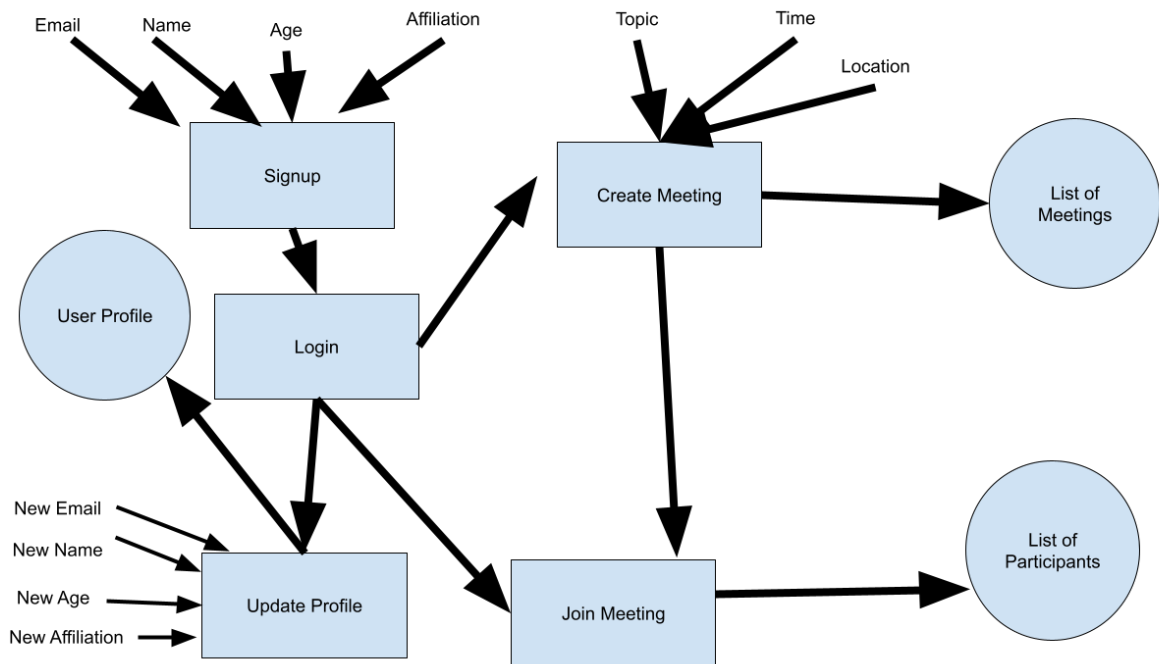 Email
Name
Age
Affiliation
Topic
Time
Location
Signup
Create Meeting
List of
Meetings
User Profile
Login
New Email
New Name
New Age
New Affiliation
Update Profile
Join Meeting
List of
Participants